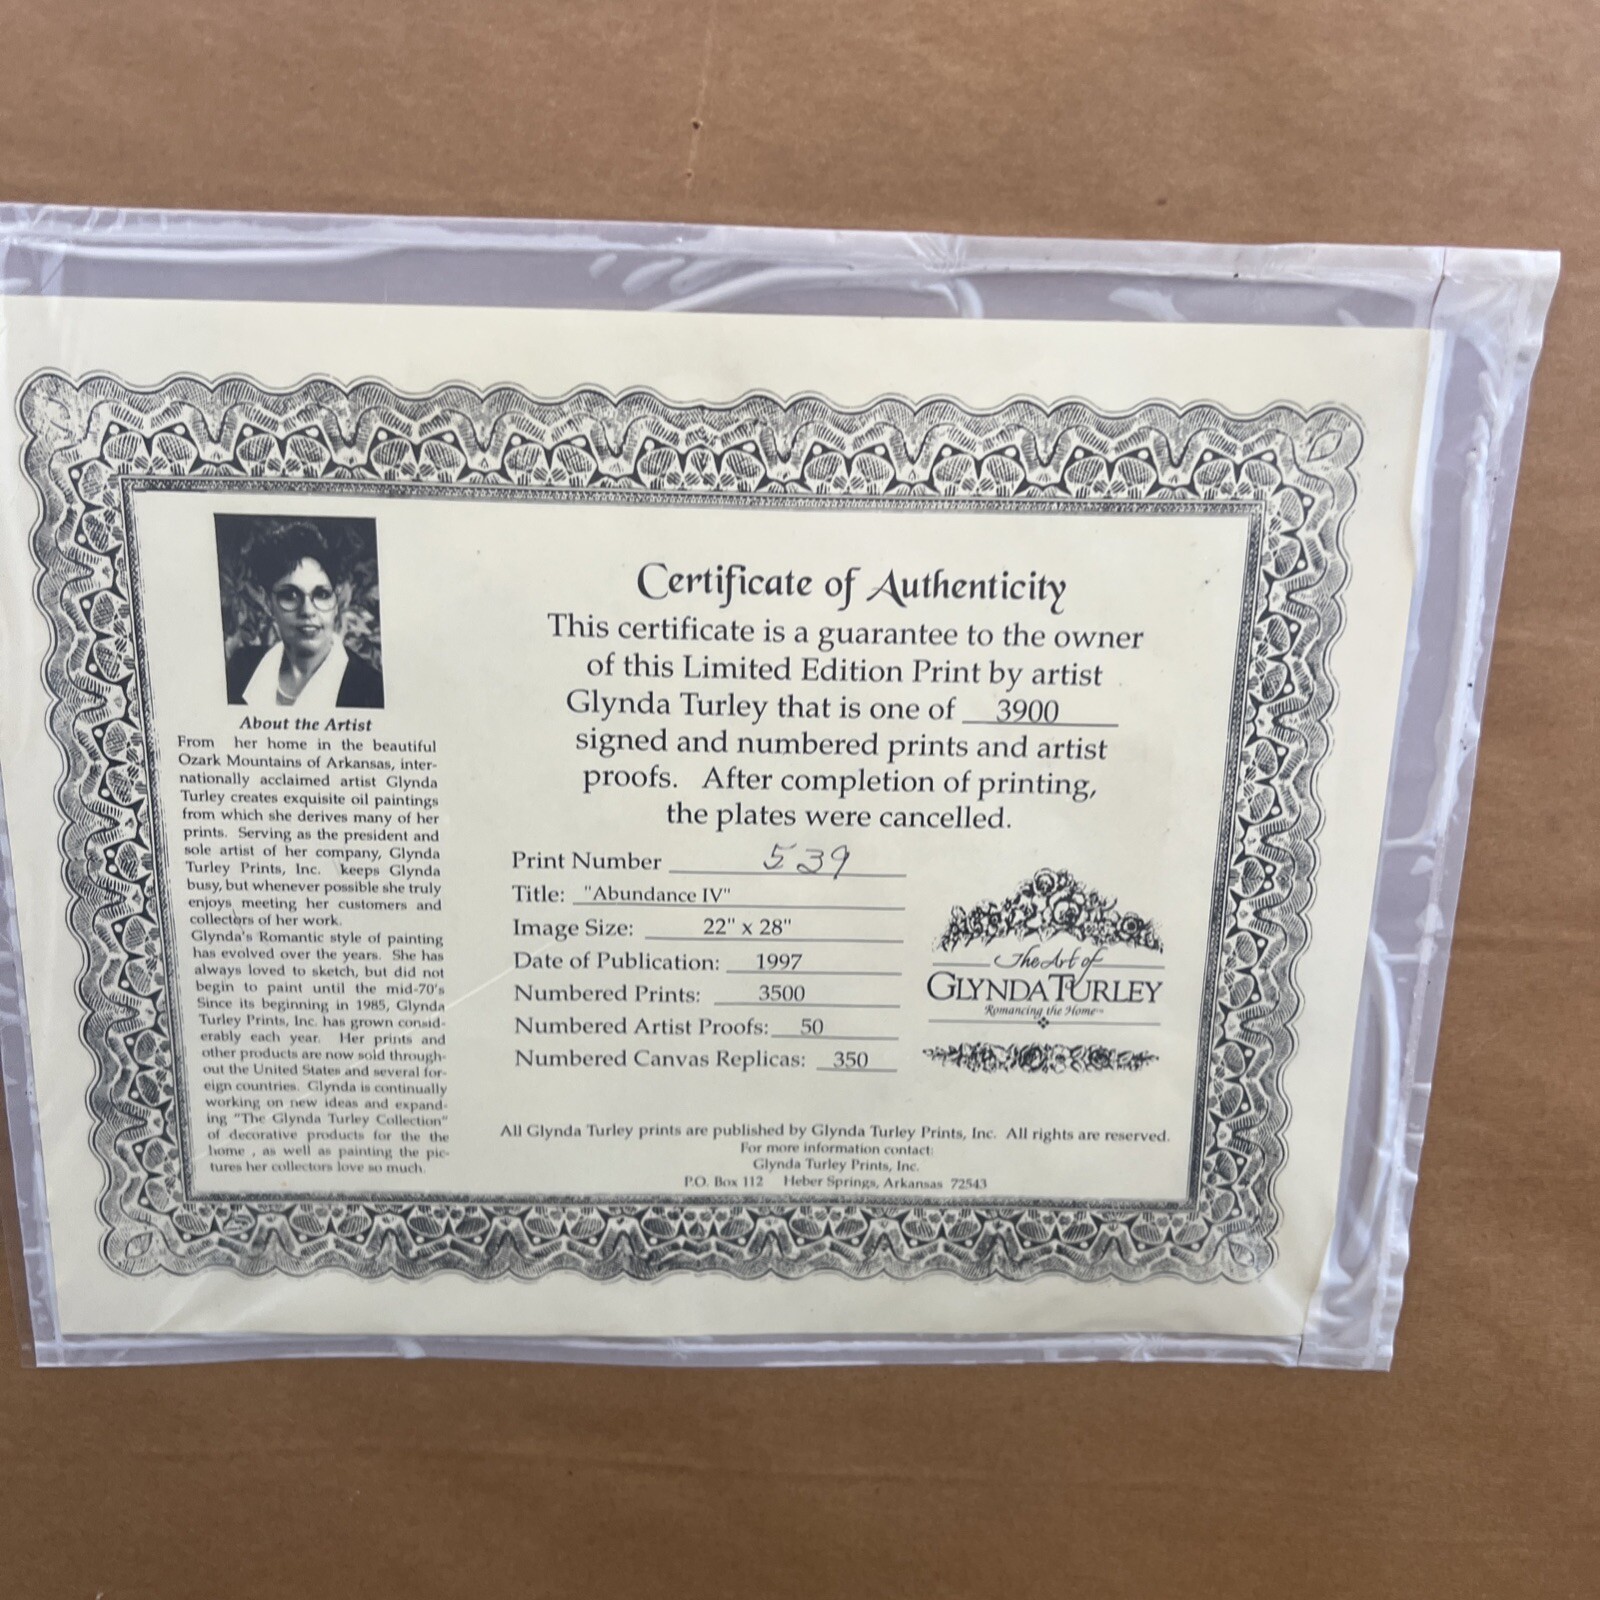 About the Artist
From her home in the beautiful
Ozark Mountains of Arkansas, inter-
nationally acclaimed artist Glynda
Turley creates exquisite oil paintings
from which she derives many of her
prints. Serving as the president and
sole artist of her company, Glynda
Turley Prints, Inc. keeps Glynda
busy, but whenever possible she truly
enjoys meeting her customers and
collectors of her work.
Glynda's Romantic style of painting
has evolved over the years. She has
always loved to sketch, but did not
begin to paint until the mid-70's
Since its beginning in 1985, Glynda
Turley Prints, Inc. has grown consid-
erably each year. Her prints and
other products are now sold through-
out the United States and several for-
eign countries. Glynda is continually
working on new ideas and expand-
ing "The Glynda Turley Collection"
of decorative products for the the
home , as well as painting the pic-
tures her collectors love so much.
Certificate of Authenticity
This certificate is a guarantee to the owner
of this Limited Edition Print by artist
Glynda Turley that is one of 3900
signed and numbered prints and artist
proofs. After completion of printing,
the plates were cancelled.
Print Number 539
Title: "Abundance IV"
Image Size: 22" x 28"
Date of Publication: 1997
Numbered Prints: 3500
Numbered Artist Proofs: 50
Numbered Canvas Replicas: 350
The Art of
GLYNDA TURLEY
Romancing the Home™
All Glynda Turley prints are published by Glynda Turley Prints, Inc. All rights are reserved.
For more information contact:
Glynda Turley Prints, Inc.
P.O. Box 112 Heber Springs, Arkansas 72543